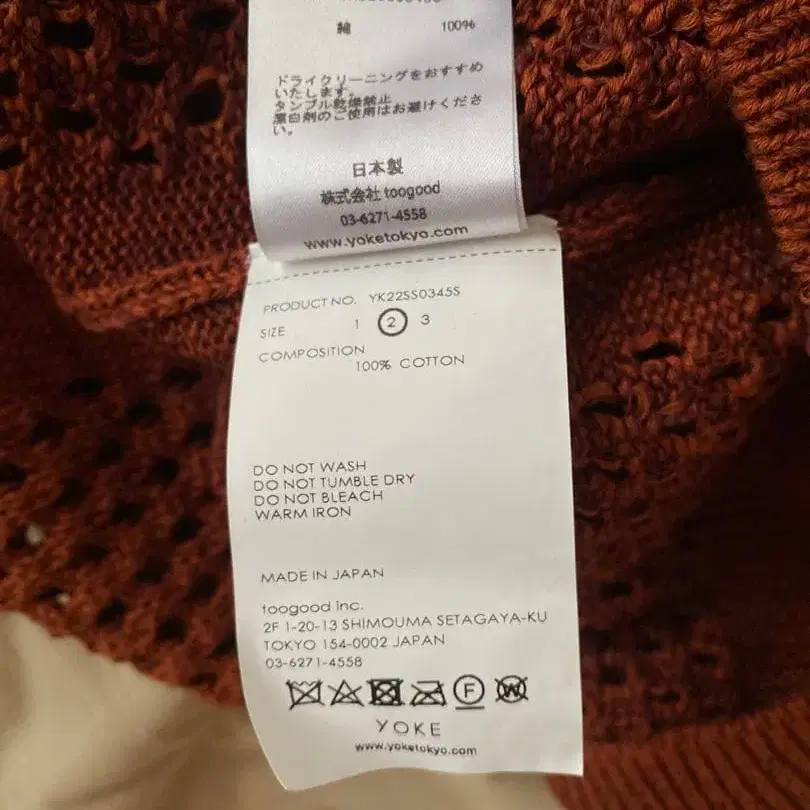 綿 100%
ドライクリーニングをおすすめ
いたします。
タンブル乾燥禁止
漂白剤のご使用はお避けくださ
い。
日本製
株式会社 toogood
03-6271-4558
www.yoketokyo.com
PRODUCT NO. YK22SS0345S
SIZE 1 2 3
COMPOSITION
100% COTTON
DO NOT WASH
DO NOT TUMBLE DRY
DO NOT BLEACH
WARM IRON
MADE IN JAPAN
toogood inc.
2F 1-20-13 SHIMOUMA SETAGAYA-KU
TOKYO 154-0002 JAPAN
03-6271-4558
F W
YOKE
www.yoketokyo.com